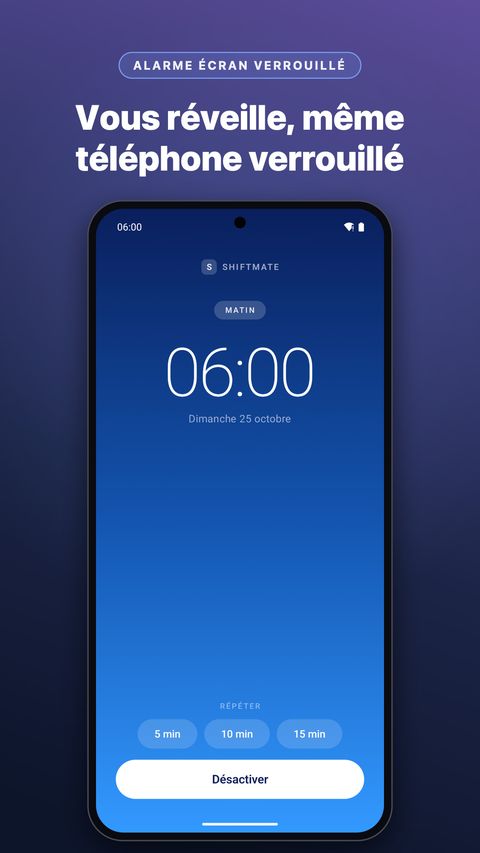 ALARME ÉCRAN VERROUILLÉ
Vous réveille, même
téléphone verrouillé
06:00
S SHIFTMATE
MATIN
06:00
Dimanche 25 octobre
RÉPÉTER
5 min 10 min 15 min
Désactiver